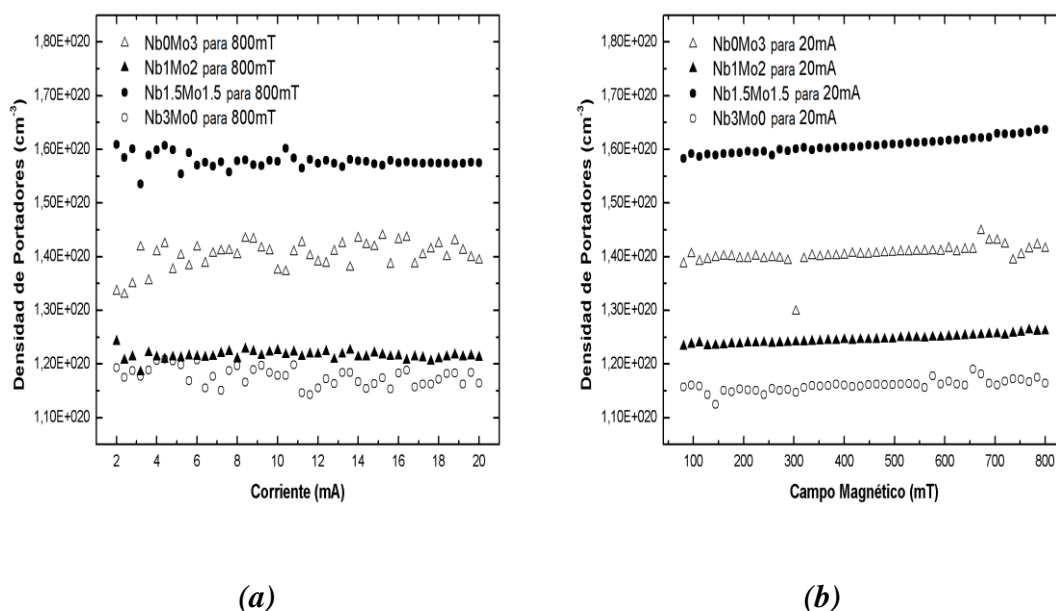 1,80E+020
1,70E+020
1,60E+020
1,50E+020
1,40E+020
1,30E+020
1,20E+020
1,10E+020
Densidad de Portadores (cm-3)
Nb0Mo3 para 800mT
Nb1Mo2 para 800mT
Nb1.5Mo1.5 para 800mT
Nb3Mo0 para 800mT
2 4 6 8 10 12 14 16 18 20
Corriente (mA)
(a)
1,80E+020
1,70E+020
1,60E+020
1,50E+020
1,40E+020
1,30E+020
1,20E+020
1,10E+020
Densidad de Portadores (cm-3)
Nb0Mo3 para 20mA
Nb1Mo2 para 20mA
Nb1.5Mo1.5 para 20mA
Nb3Mo0 para 20mA
100 200 300 400 500 600 700 800
Campo Magnético (mT)
(b)